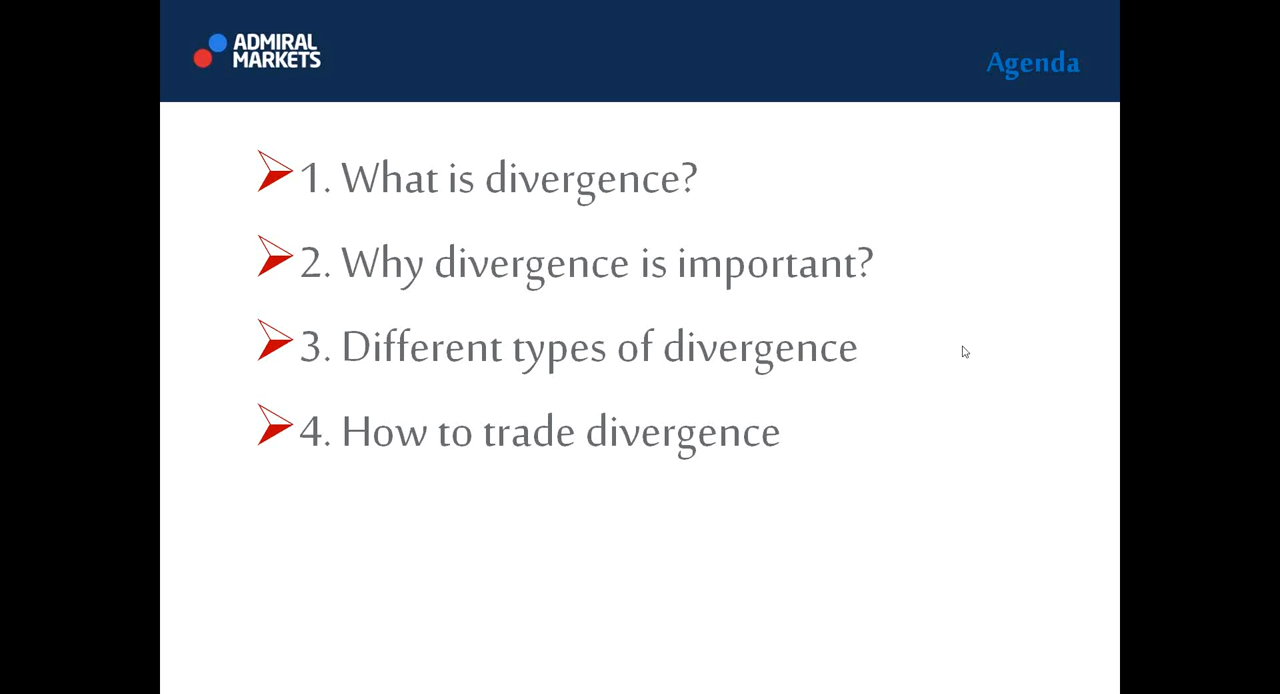 ADMIRAL
MARKETS
Agenda
1. What is divergence?
2. Why divergence is important?
3. Different types of divergence
4. How to trade divergence